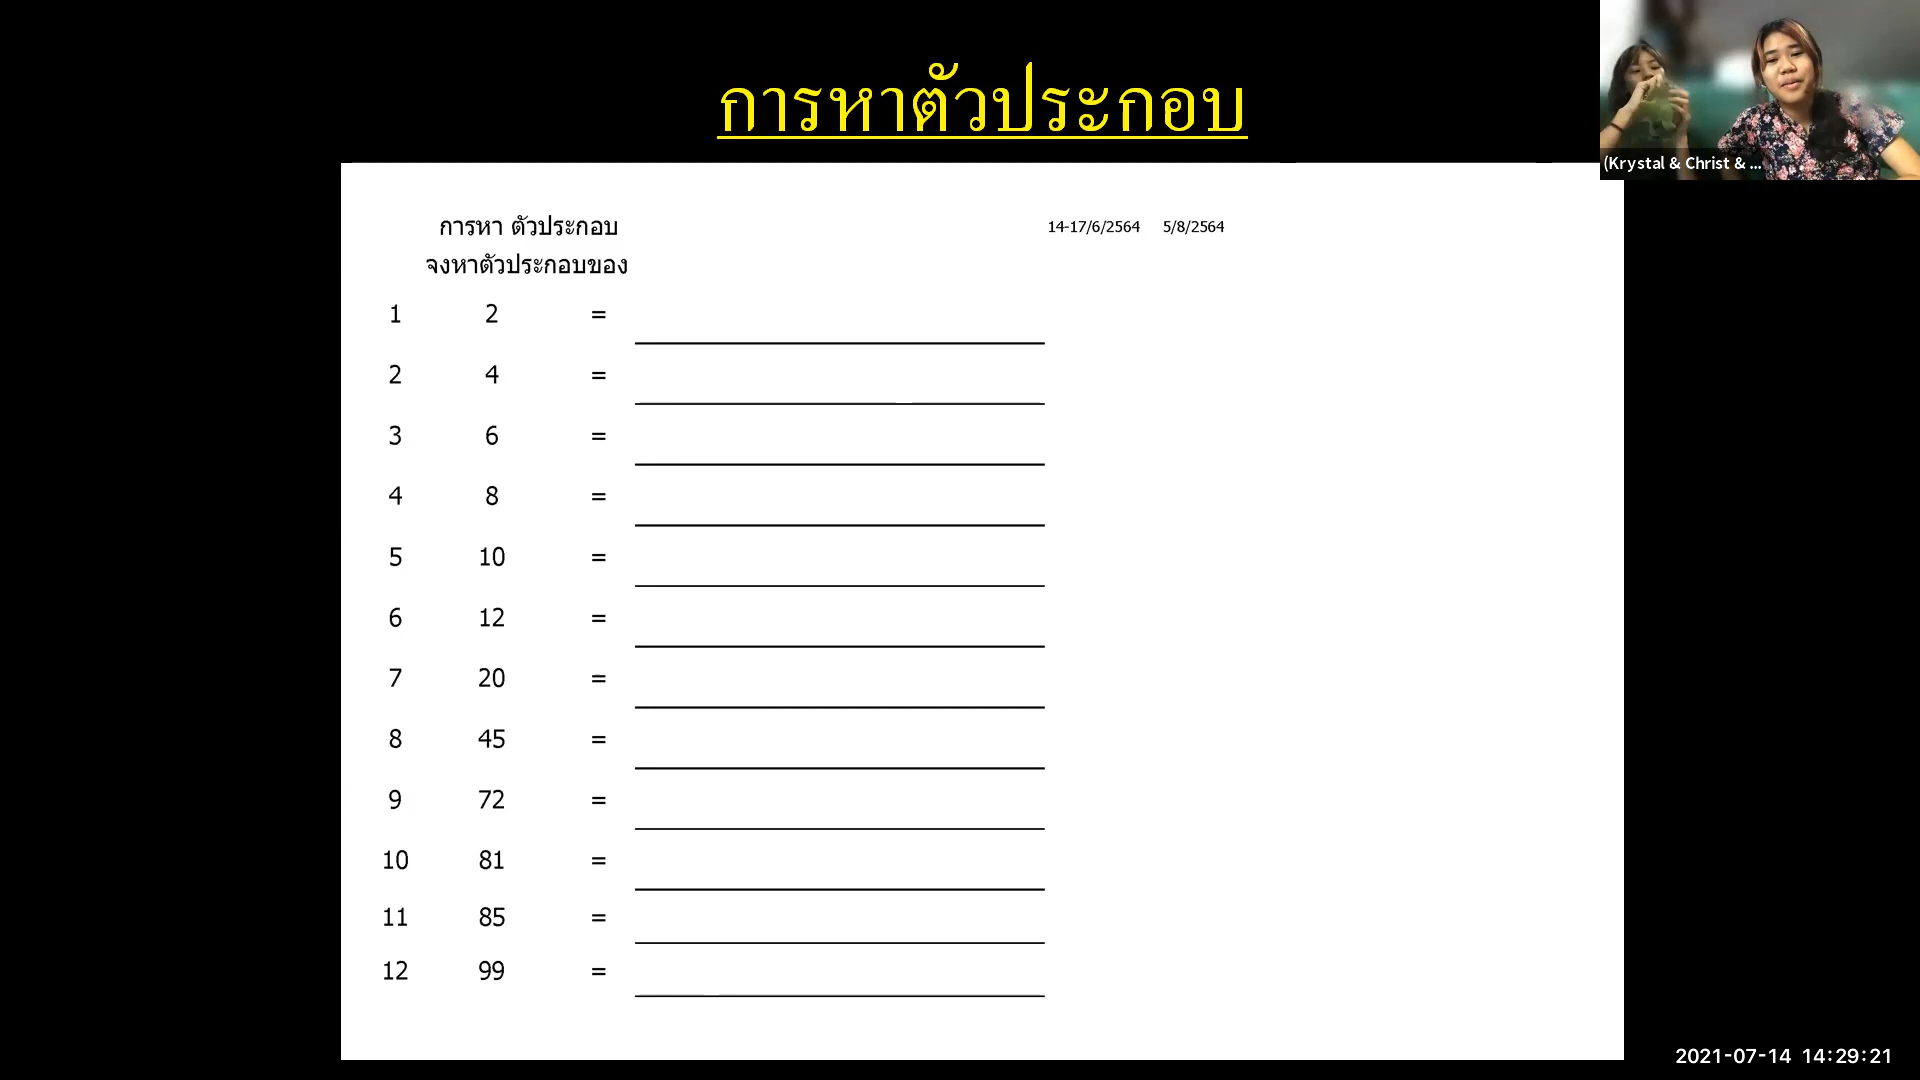 การหาตัวประกอบ
(Krystal & Christ & ...
การหา ตัวประกอบ 14-17/6/2564 5/8/2564
จงหาตัวประกอบของ
1 2 =
2 4 =
3 6 =
4 8 =
5 10 =
6 12 =
7 20 =
8 45 =
9 72 =
10 81 =
11 85 =
12 99 =
2021-07-14 14:29:21